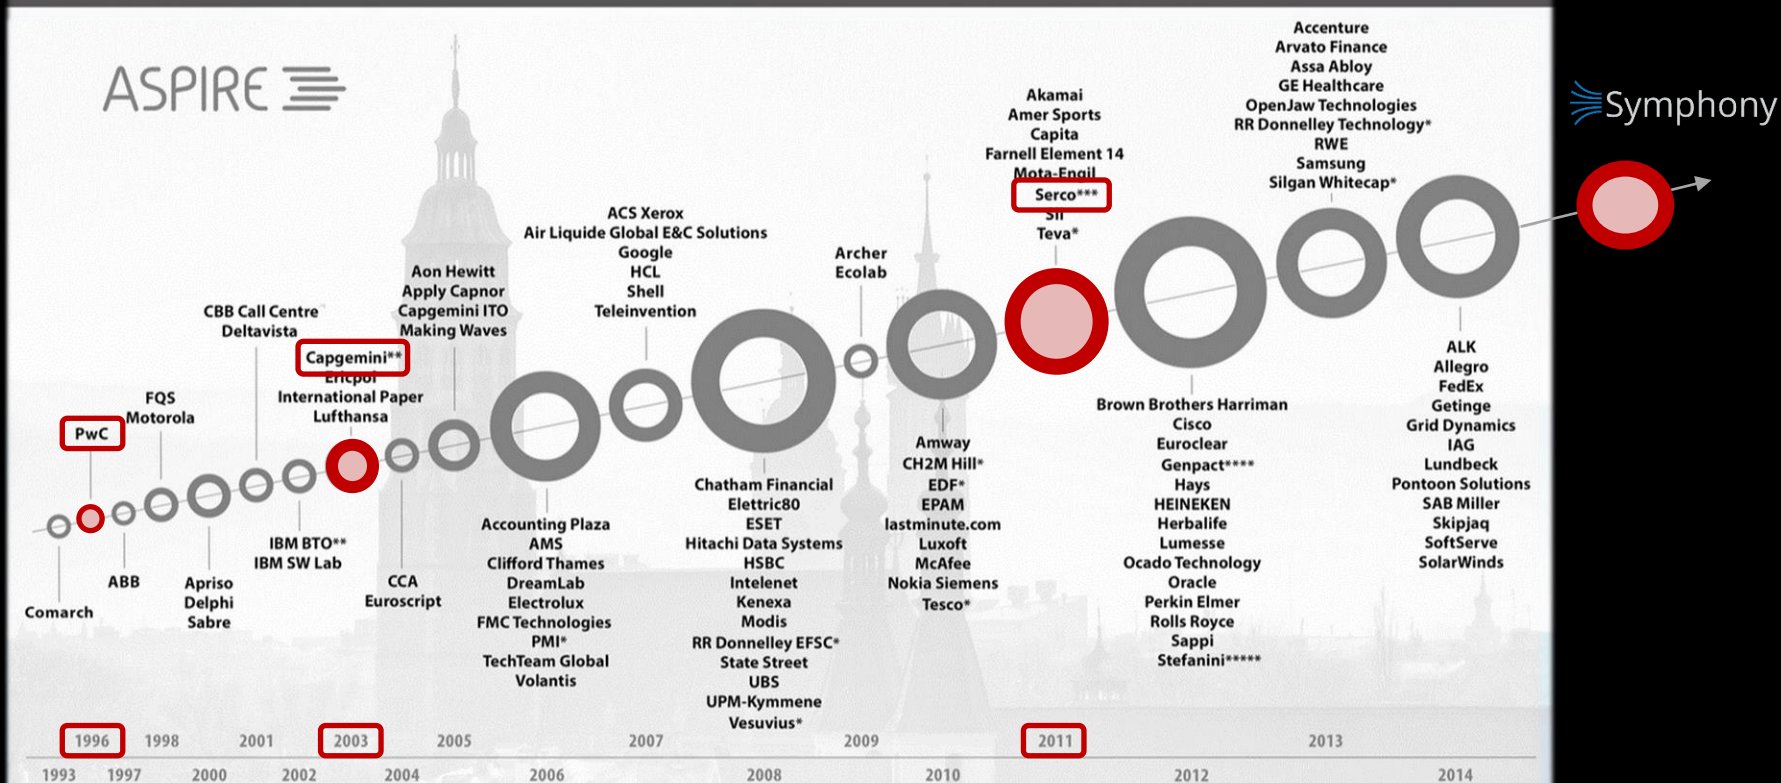 ASPIRE
Symphony
Comarch
PwC
ABB
FQS
Motorola
Apriso
Delphi
Sabre
CBB Call Centre
Deltavista
IBM BTO**
IBM SW Lab
Capgemini**
Ericpol
International Paper
Lufthansa
CCA
Euroscript
Aon Hewitt
Apply Capnor
Capgemini ITO
Making Waves
Accounting Plaza
AMS
Clifford Thames
DreamLab
Electrolux
FMC Technologies
PMI*
TechTeam Global
Volantis
ACS Xerox
Air Liquide Global E&C Solutions
Google
HCL
Shell
Teleinvention
Chatham Financial
Elettric80
ESET
Hitachi Data Systems
HSBC
Intelenet
Kenexa
Modis
RR Donnelley EFSC*
State Street
UBS
UPM-Kymmene
Vesuvius*
Archer
Ecolab
Amway
CH2M Hill*
EDF*
EPAM
lastminute.com
Luxoft
McAfee
Nokia Siemens
Tesco*
Akamai
Amer Sports
Capita
Farnell Element 14
Mota-Engil
Serco***
Sii
Teva*
Brown Brothers Harriman
Cisco
Euroclear
Genpact****
Hays
HEINEKEN
Herbalife
Lumesse
Ocado Technology
Oracle
Perkin Elmer
Rolls Royce
Sappi
Stefanini*****
Accenture
Arvato Finance
Assa Abloy
GE Healthcare
OpenJaw Technologies
RR Donnelley Technology*
RWE
Samsung
Silgan Whitecap*
ALK
Allegro
FedEx
Getinge
Grid Dynamics
IAG
Lundbeck
Pontoon Solutions
SAB Miller
Skipjaq
SoftServe
SolarWinds
1996 1998 2001 2003 2005 2007 2009 2011 2013
1993 1997 2000 2002 2004 2006 2008 2010 2012 2014